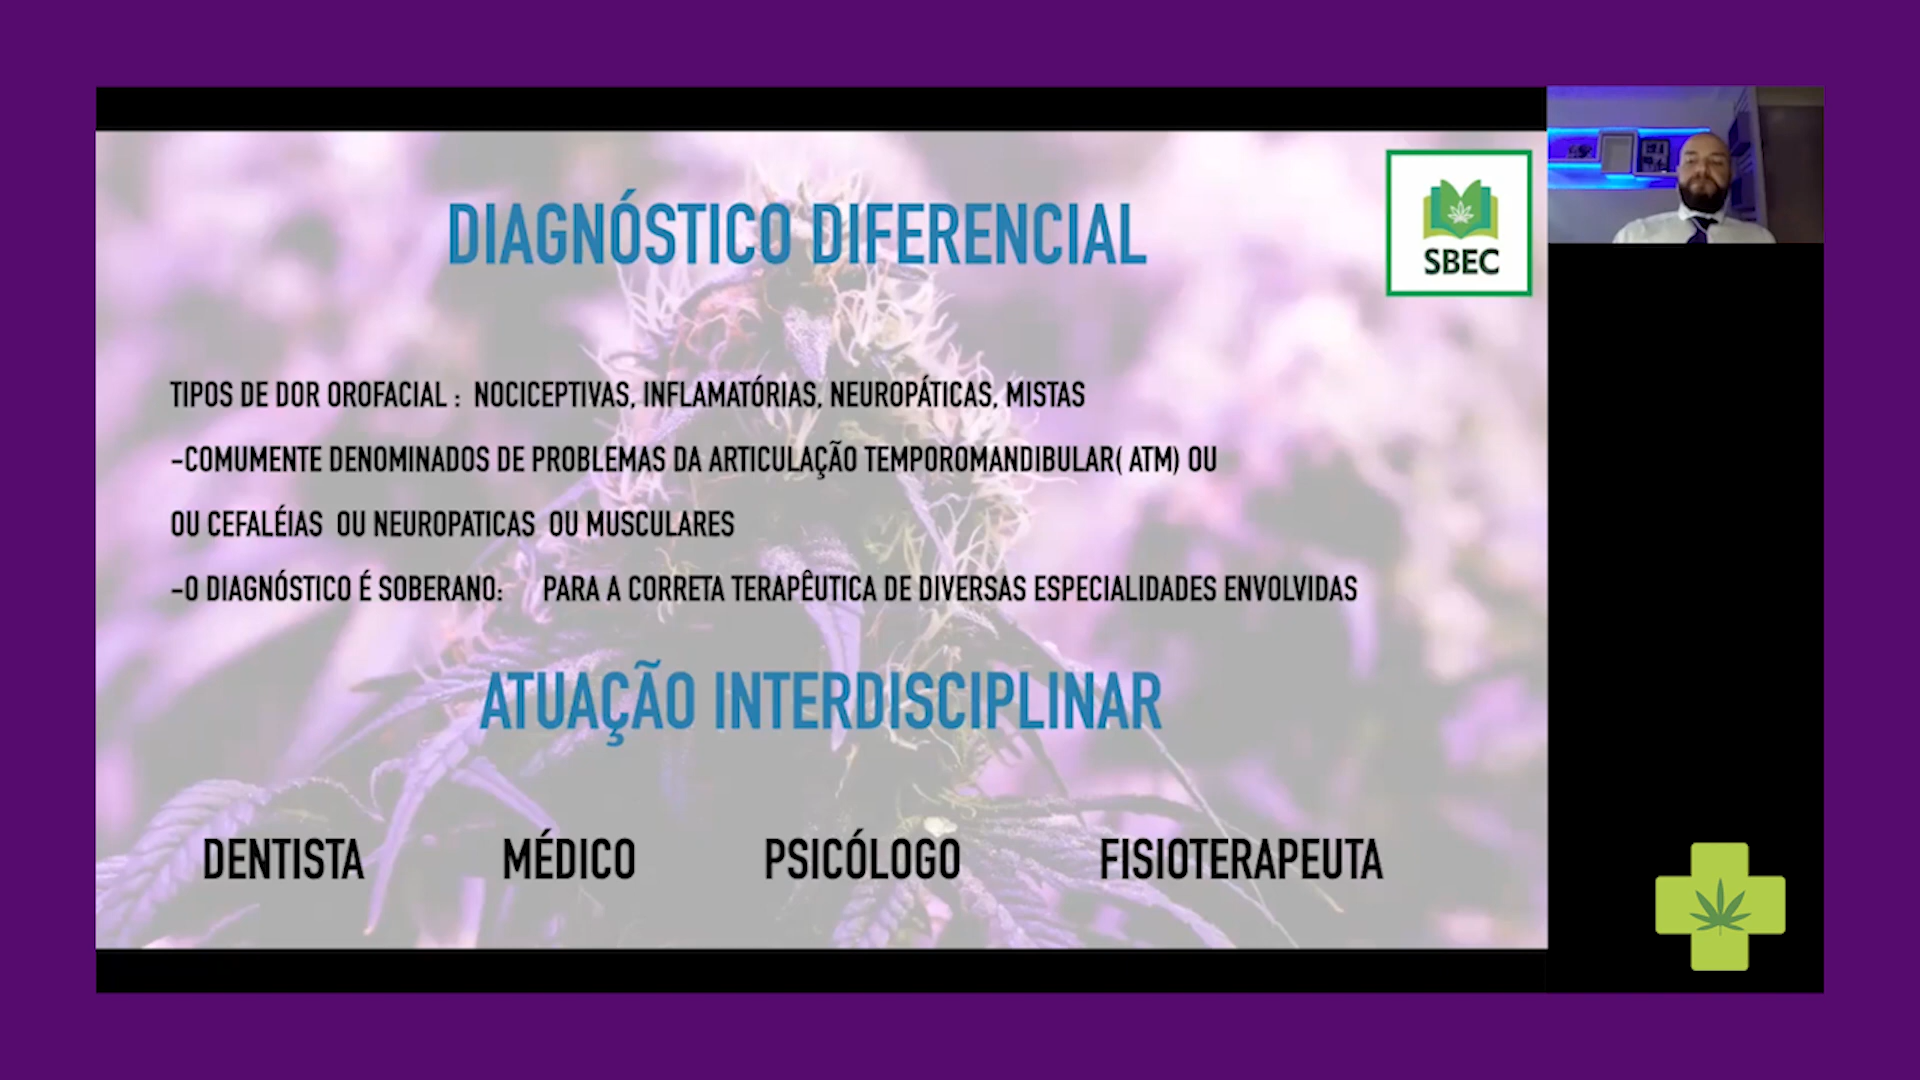 DIAGNÓSTICO DIFERENCIAL
SBEC
TIPOS DE DOR OROFACIAL : NOCICEPTIVAS, INFLAMATÓRIAS, NEUROPÁTICAS, MISTAS
-COMUMENTE DENOMINADOS DE PROBLEMAS DA ARTICULAÇÃO TEMPOROMANDIBULAR( ATM) OU
OU CEFALÉIAS OU NEUROPATICAS OU MUSCULARES
-O DIAGNÓSTICO É SOBERANO: PARA A CORRETA TERAPÊUTICA DE DIVERSAS ESPECIALIDADES ENVOLVIDAS
ATUAÇÃO INTERDISCIPLINAR
DENTISTA MÉDICO PSICÓLOGO FISIOTERAPEUTA